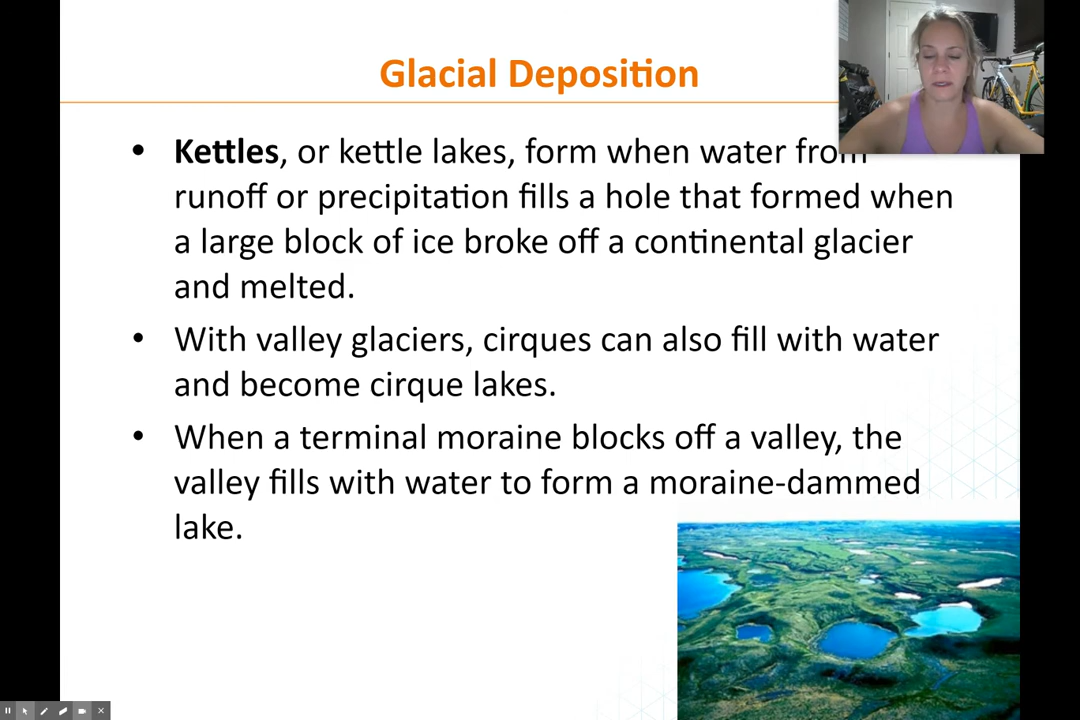 Glacial Deposition
• Kettles, or kettle lakes, form when water from
runoff or precipitation fills a hole that formed when
a large block of ice broke off a continental glacier
and melted.
• With valley glaciers, cirques can also fill with water
and become cirque lakes.
• When a terminal moraine blocks off a valley, the
valley fills with water to form a moraine-dammed
lake.